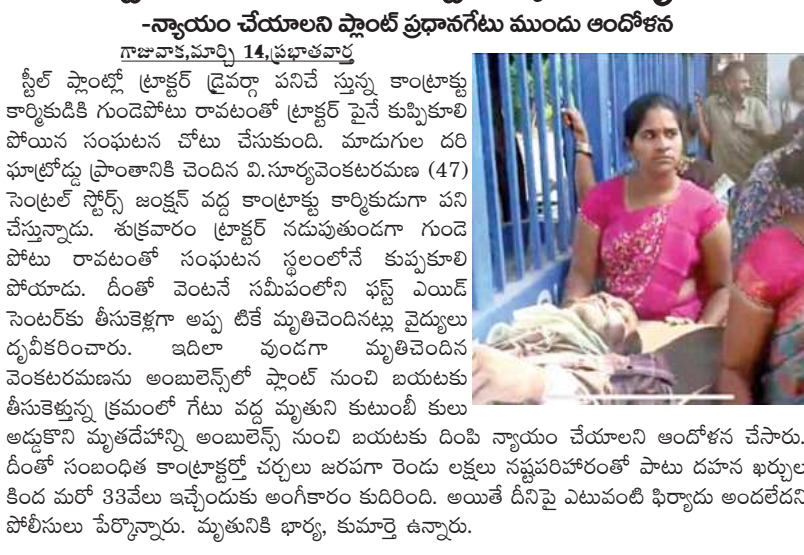 -న్యాయం చేయాలని ప్లాంట్ ప్రధానగేటు ముందు ఆందోళన
గాజువాక,మార్చి 14,ప్రభాతవార్త
స్టీల్ ప్లాంట్లో ట్రాక్టర్ డ్రైవర్గా పనిచే స్తున్న కాంట్రాక్టు
కార్మికుడికి గుండెపోటు రావటంతో ట్రాక్టర్ పైనే కుప్పికూలి
పోయిన సంఘటన చోటు చేసుకుంది. మాడుగుల దరి
ఘాట్రోడ్డు ప్రాంతానికి చెందిన వి.సూర్యవెంకటరమణ (47)
సెంట్రల్ స్టోర్స్ జంక్షన్ వద్ద కాంట్రాక్టు కార్మికుడుగా పని
చేస్తున్నాడు. శుక్రవారం ట్రాక్టర్ నడుపుతుండగా గుండె
పోటు రావటంతో సంఘటన స్థలంలోనే కుప్పకూలి
పోయాడు. దీంతో వెంటనే సమీపంలోని ఫస్ట్ ఎయిడ్
సెంటర్‌కు తీసుకెళ్లగా అప్ప టికే మృతిచెందినట్లు వైద్యులు
దృవీకరించారు. ఇదిలా వుండగా మృతిచెందిన
వెంకటరమణను అంబులెన్స్‌లో ప్లాంట్ నుంచి బయటకు
తీసుకెళ్తున్న క్రమంలో గేటు వద్ద మృతుని కుటుంబీ కులు
అడ్డుకొని మృతదేహాన్ని అంబులెన్స్ నుంచి బయటకు దింపి న్యాయం చేయాలని ఆందోళన చేసారు.
దీంతో సంబంధిత కాంట్రాక్టర్తో చర్చలు జరపగా రెండు లక్షలు నష్టపరిహారంతో పాటు దహన ఖర్చుల
కింద మరో 33వేలు ఇచ్చేందుకు అంగీకారం కుదిరింది. అయితే దీనిపై ఎటువంటి ఫిర్యాదు అందలేదని
పోలీసులు పేర్కొన్నారు. మృతునికి భార్య, కుమార్తె ఉన్నారు.